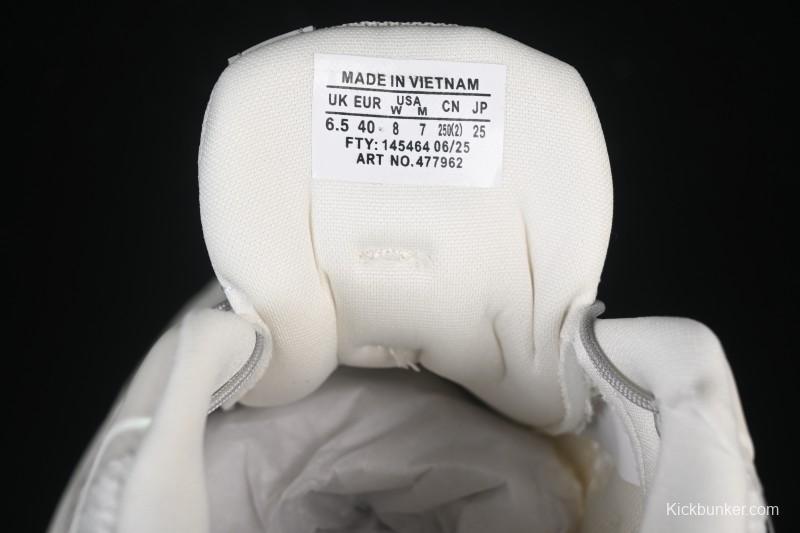 MADE IN VIETNAM
UK EUR USA W M CN JP
6.5 40 8 7 250(2) 25
FTY: 145464 06/25
ART NO.477962
Kickbunker.com